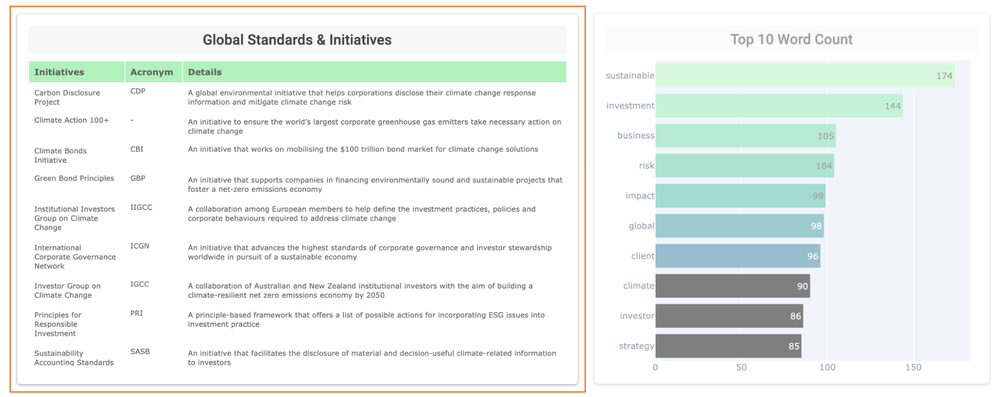 Global Standards & Initiatives
Initiatives Acronym Details
Carbon Disclosure
Project
CDP
A global environmental initiative that helps corporations disclose their climate change response
information and mitigate climate change risk
Climate Action 100+
-
An initiative to ensure the world’s largest corporate greenhouse gas emitters take necessary action on
climate change
Climate Bonds
Initiative
CBI
An initiative that works on mobilising the $100 trillion bond market for climate change solutions
Green Bond Principles
GBP
An initiative that supports companies in financing environmentally sound and sustainable projects that
foster a net-zero emissions economy
Institutional Investors
Group on Climate
Change
IIGCC
A collaboration among European members to help define the investment practices, policies and
corporate behaviours required to address climate change
International
Corporate Governance
Network
ICGN
An initiative that advances the highest standards of corporate governance and investor stewardship
worldwide in pursuit of a sustainable economy
Investor Group on
Climate Change
IGCC
A collaboration of Australian and New Zealand institutional investors with the aim of building a
climate-resilient net zero emissions economy by 2050
Principles for
Responsible
Investment
PRI
A principle-based framework that offers a list of possible actions for incorporating ESG issues into
investment practice
Sustainability
Accounting Standards
SASB
An initiative that facilitates the disclosure of material and decision-useful climate-related information
to investors
Top 10 Word Count
sustainable 174
investment 144
business 105
risk 104
impact 99
global 98
client 96
climate 90
investor 86
strategy 85
0 50 100 150